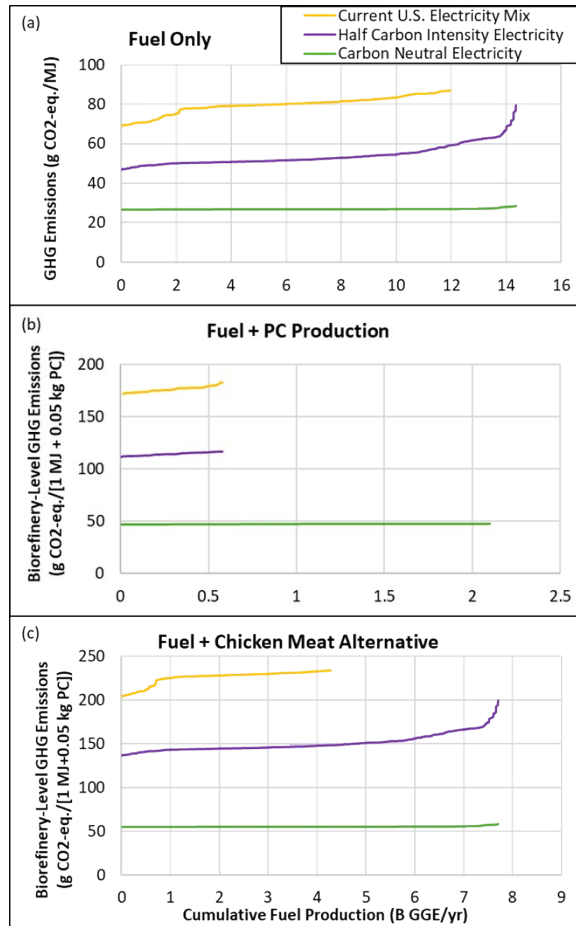 (a)
Fuel Only
Current U.S. Electricity Mix
Half Carbon Intensity Electricity
Carbon Neutral Electricity
GHG Emissions (g CO2-eq./MJ)
100
80
60
40
20
0
0 2 4 6 8 10 12 14 16
(b)
Fuel + PC Production
Biorefinery-Level GHG Emissions
(g CO2-eq./[1 MJ + 0.05 kg PC])
200
150
100
50
0
0 0.5 1 1.5 2 2.5
(c)
Fuel + Chicken Meat Alternative
Biorefinery-Level GHG Emissions
(g CO2-eq./[1 MJ+0.05 kg PC])
250
200
150
100
50
0
0 1 2 3 4 5 6 7 8 9
Cumulative Fuel Production (B GGE/yr)